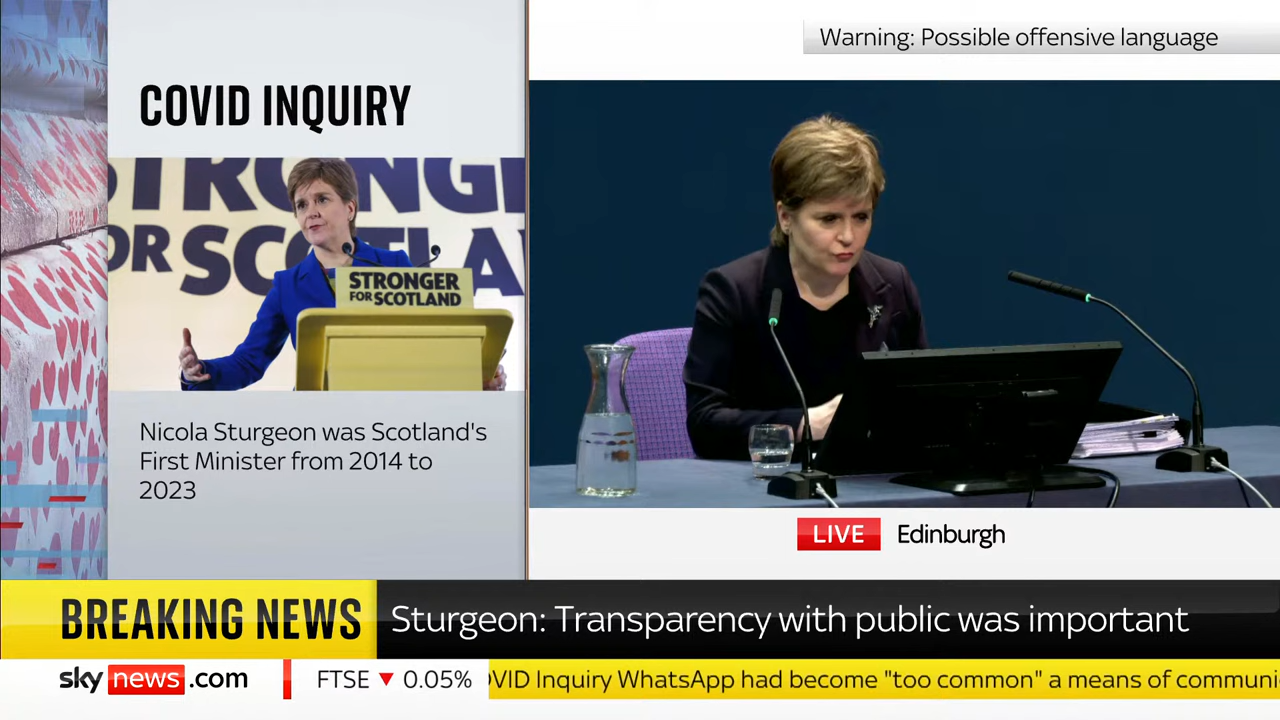 Warning: Possible offensive language
COVID INQUIRY
STRONGER
FOR SCOTLAND
Nicola Sturgeon was Scotland's
First Minister from 2014 to
2023
LIVE Edinburgh
BREAKING NEWS Sturgeon: Transparency with public was important
sky news .com FTSE ▼ 0.05% Inquiry WhatsApp had become "too common" a means of